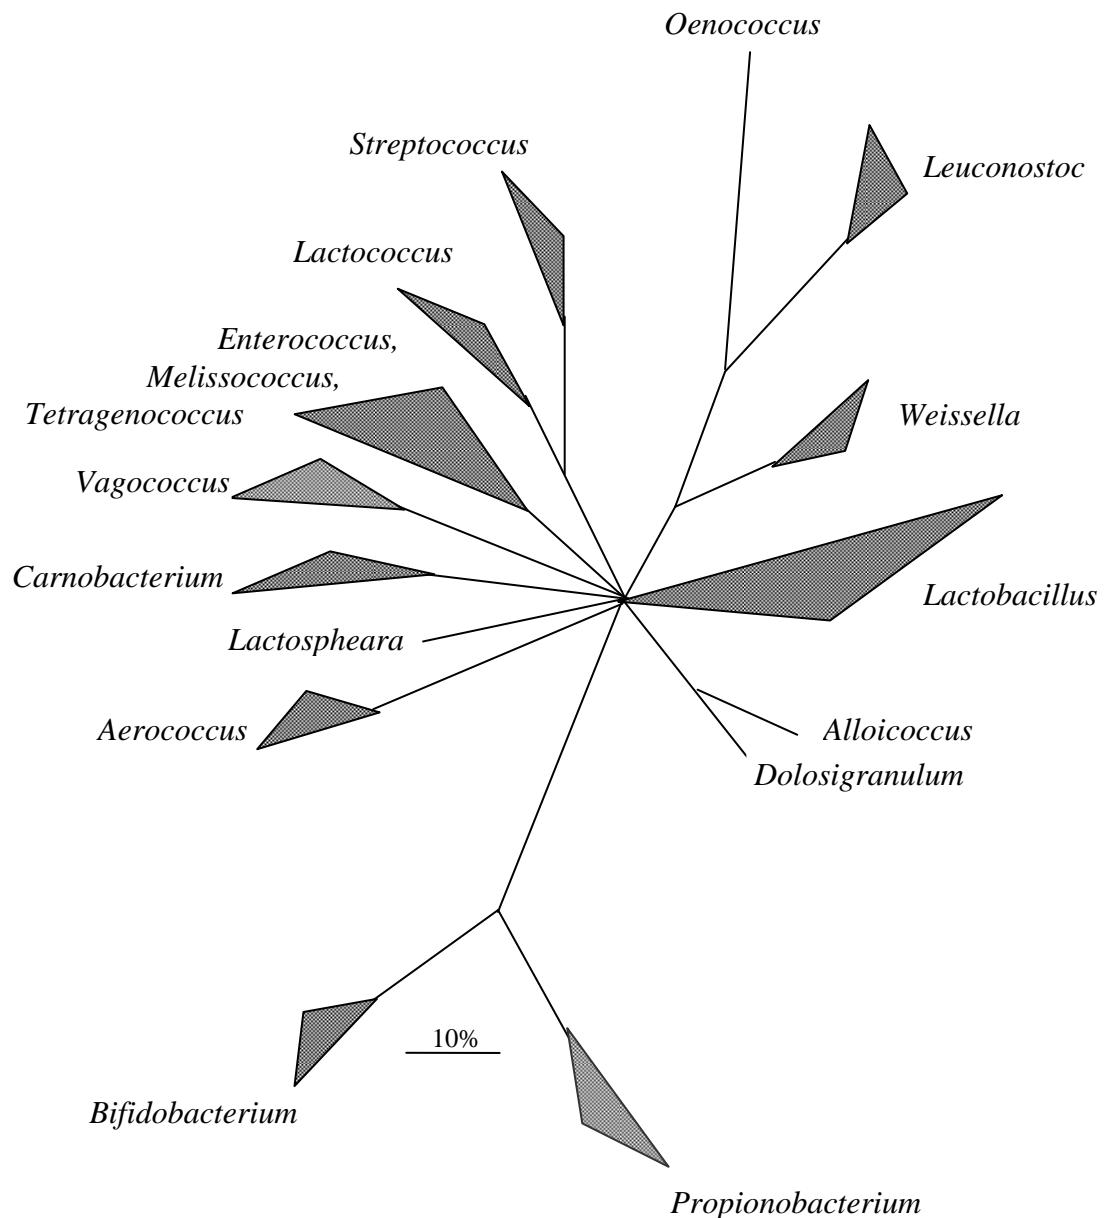 Oenococcus
Streptococcus
Leuconostoc
Lactococcus
Enterococcus,
Melissococcus,
Tetragenococcus
Weissella
Vagococcus
Carnobacterium
Lactobacillus
Lactospheara
Aerococcus
Alloicoccus
Dolosigranulum
10%
Bifidobacterium
Propionobacterium